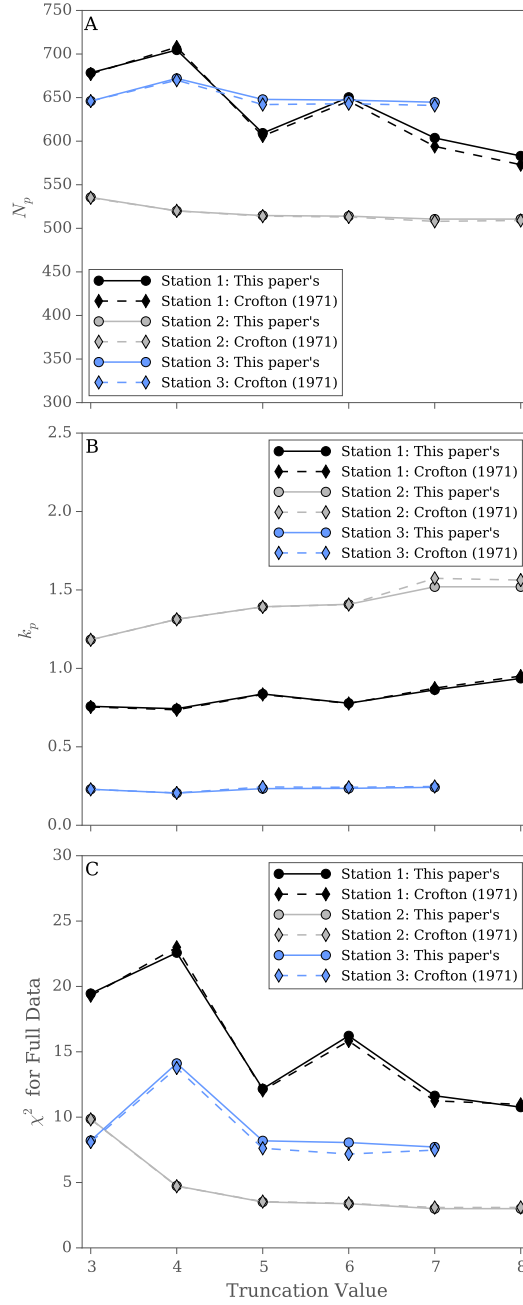 A
750
700
650
600
550
500
450
400
350
300
N_p
Station 1: This paper's
Station 1: Crofton (1971)
Station 2: This paper's
Station 2: Crofton (1971)
Station 3: This paper's
Station 3: Crofton (1971)
B
2.5
2.0
1.5
1.0
0.5
0.0
k_p
Station 1: This paper's
Station 1: Crofton (1971)
Station 2: This paper's
Station 2: Crofton (1971)
Station 3: This paper's
Station 3: Crofton (1971)
C
30
25
20
15
10
5
0
χ² for Full Data
Station 1: This paper's
Station 1: Crofton (1971)
Station 2: This paper's
Station 2: Crofton (1971)
Station 3: This paper's
Station 3: Crofton (1971)
3 4 5 6 7 8
Truncation Value